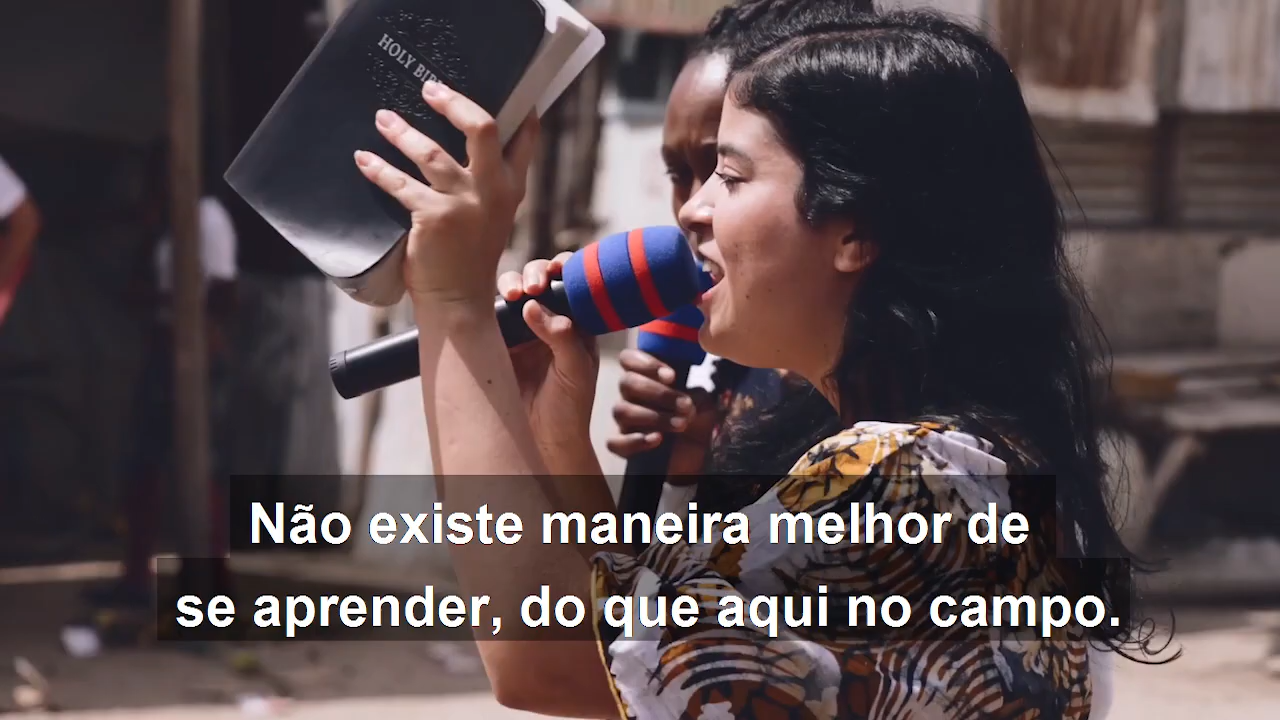 HOLY BIB
Não existe maneira melhor de
se aprender, do que aqui no campo.